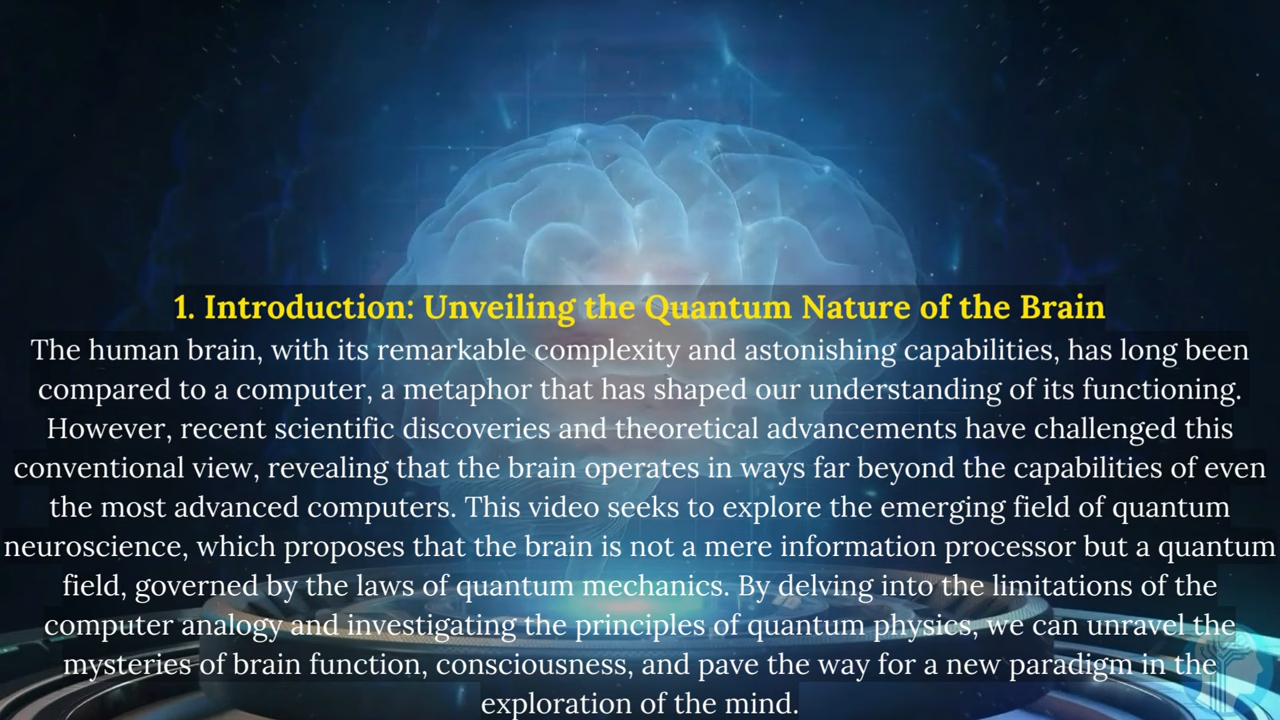 1. Introduction: Unveiling the Quantum Nature of the Brain
The human brain, with its remarkable complexity and astonishing capabilities, has long been
compared to a computer, a metaphor that has shaped our understanding of its functioning.
However, recent scientific discoveries and theoretical advancements have challenged this
conventional view, revealing that the brain operates in ways far beyond the capabilities of even
the most advanced computers. This video seeks to explore the emerging field of quantum
neuroscience, which proposes that the brain is not a mere information processor but a quantum
field, governed by the laws of quantum mechanics. By delving into the limitations of the
computer analogy and investigating the principles of quantum physics, we can unravel the
mysteries of brain function, consciousness, and pave the way for a new paradigm in the
exploration of the mind.